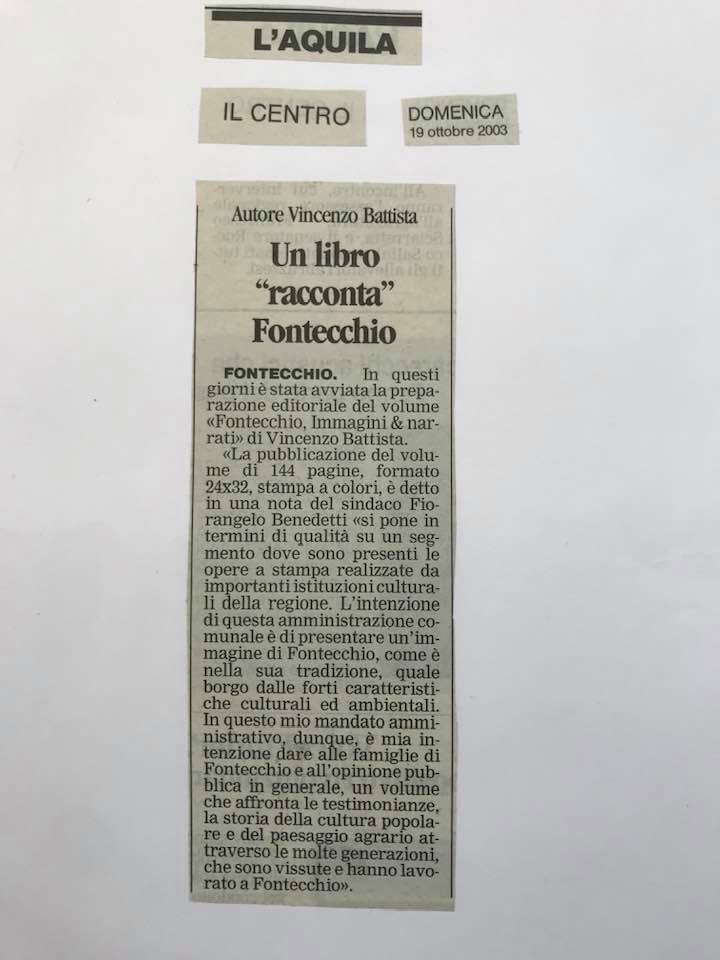 L'AQUILA
IL CENTRO
DOMENICA
19 ottobre 2003
Autore Vincenzo Battista
Un libro
“racconta”
Fontecchio
FONTECCHIO. In questi
giorni è stata avviata la prepa-
razione editoriale del volume
«Fontecchio, Immagini & nar-
rati» di Vincenzo Battista.
«La pubblicazione del volu-
me di 144 pagine, formato
24x32, stampa a colori, è detto
in una nota del sindaco Fio-
rangelo Benedetti «si pone in
termini di qualità su un seg-
mento dove sono presenti le
opere a stampa realizzate da
importanti istituzioni cultura-
li della regione. L'intenzione
di questa amministrazione co-
munale è di presentare un'im-
magine di Fontecchio, come è
nella sua tradizione, quale
borgo dalle forti caratteristi-
che culturali ed ambientali.
In questo mio mandato ammi-
nistrativo, dunque, è mia in-
tenzione dare alle famiglie di
Fontecchio e all'opinione pub-
blica in generale, un volume
che affronta le testimonianze,
la storia della cultura popola-
re e del paesaggio agrario at-
traverso le molte generazioni,
che sono vissute e hanno lavo-
rato a Fontecchio».